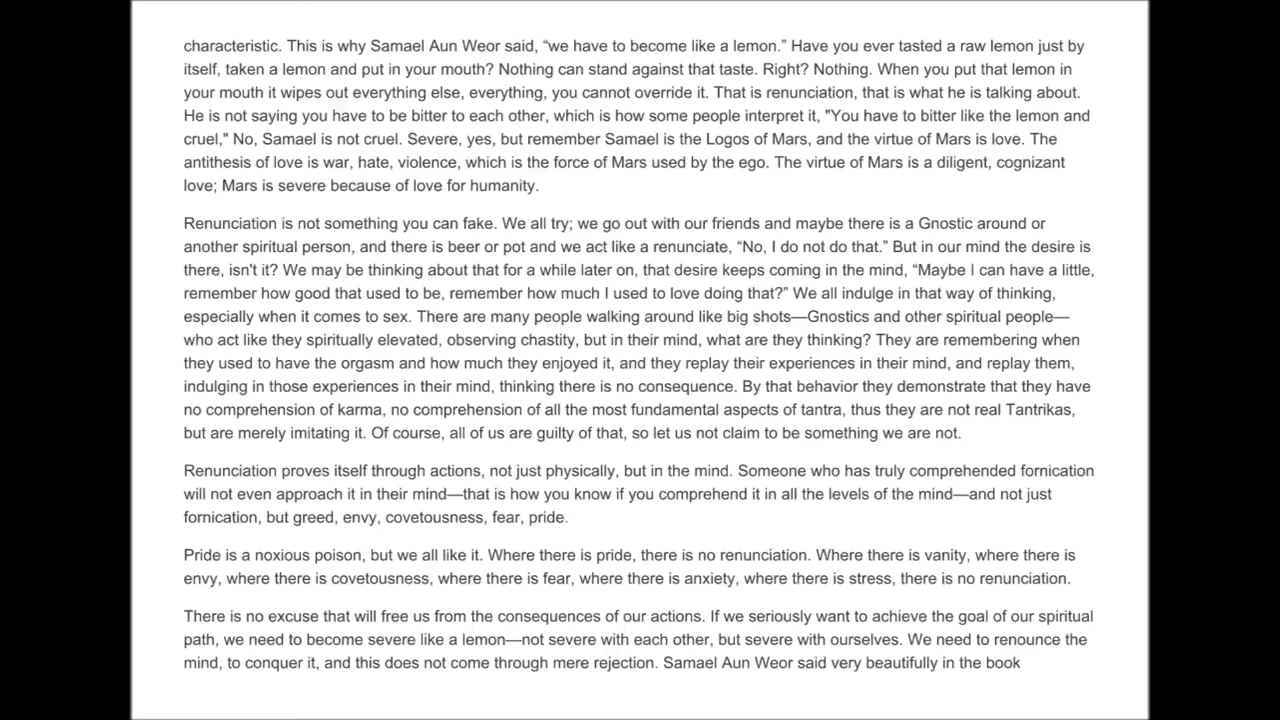 characteristic. This is why Samael Aun Weor said, “we have to become like a lemon.” Have you ever tasted a raw lemon just by
itself, taken a lemon and put in your mouth? Nothing can stand against that taste. Right? Nothing. When you put that lemon in
your mouth it wipes out everything else, everything, you cannot override it. That is renunciation, that is what he is talking about.
He is not saying you have to be bitter to each other, which is how some people interpret it, "You have to bitter like the lemon and
cruel," No, Samael is not cruel. Severe, yes, but remember Samael is the Logos of Mars, and the virtue of Mars is love. The
antithesis of love is war, hate, violence, which is the force of Mars used by the ego. The virtue of Mars is a diligent, cognizant
love; Mars is severe because of love for humanity.
Renunciation is not something you can fake. We all try; we go out with our friends and maybe there is a Gnostic around or
another spiritual person, and there is beer or pot and we act like a renunciate, “No, I do not do that.” But in our mind the desire is
there, isn't it? We may be thinking about that for a while later on, that desire keeps coming in the mind, “Maybe I can have a little,
remember how good that used to be, remember how much I used to love doing that?” We all indulge in that way of thinking,
especially when it comes to sex. There are many people walking around like big shots—Gnostics and other spiritual people—
who act like they spiritually elevated, observing chastity, but in their mind, what are they thinking? They are remembering when
they used to have the orgasm and how much they enjoyed it, and they replay their experiences in their mind, and replay them,
indulging in those experiences in their mind, thinking there is no consequence. By that behavior they demonstrate that they have
no comprehension of karma, no comprehension of all the most fundamental aspects of tantra, thus they are not real Tantrikas,
but are merely imitating it. Of course, all of us are guilty of that, so let us not claim to be something we are not.
Renunciation proves itself through actions, not just physically, but in the mind. Someone who has truly comprehended fornication
will not even approach it in their mind—that is how you know if you comprehend it in all the levels of the mind—and not just
fornication, but greed, envy, covetousness, fear, pride.
Pride is a noxious poison, but we all like it. Where there is pride, there is no renunciation. Where there is vanity, where there is
envy, where there is covetousness, where there is fear, where there is anxiety, where there is stress, there is no renunciation.
There is no excuse that will free us from the consequences of our actions. If we seriously want to achieve the goal of our spiritual
path, we need to become severe like a lemon—not severe with each other, but severe with ourselves. We need to renounce the
mind, to conquer it, and this does not come through mere rejection. Samael Aun Weor said very beautifully in the book